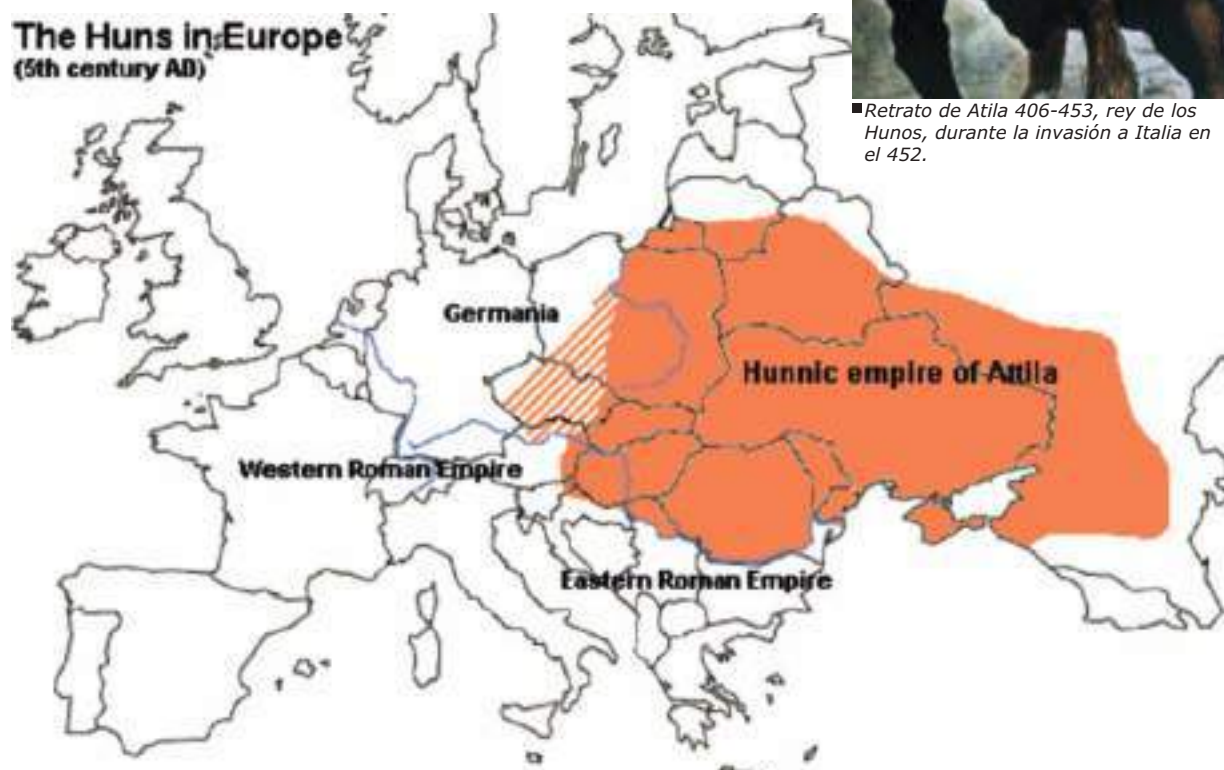 The Huns in Europe
(5th century AD)
■Retrato de Atila 406-453, rey de los
Hunos, durante la invasión a Italia en
el 452.
Germania
Hunnic empire of Attila
Western Roman Empire
Eastern Roman Empire